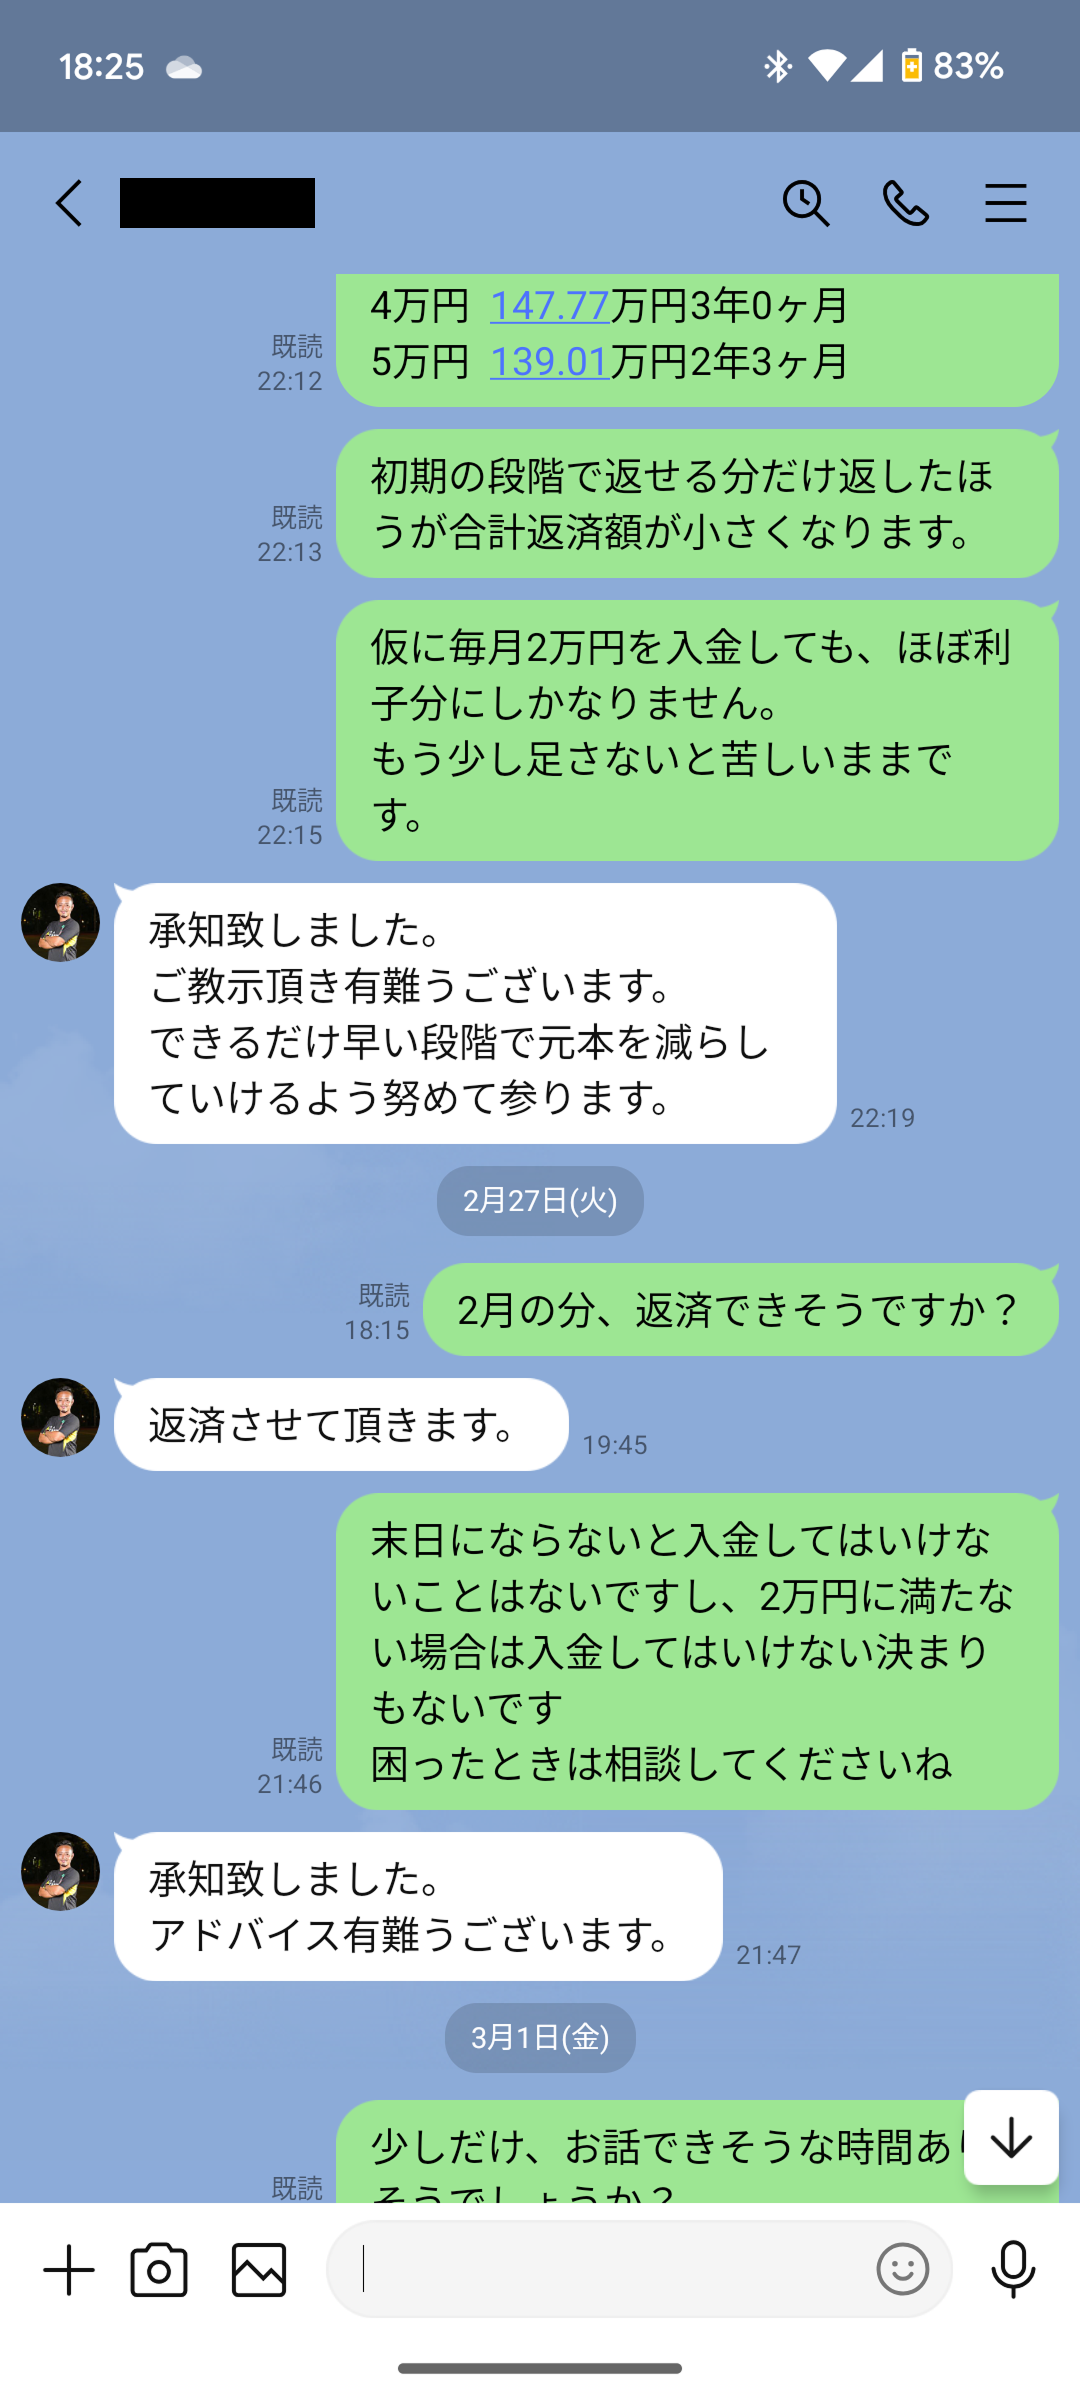 18:25
83%
4万円 147.77万円3年0ヶ月
5万円 139.01万円2年3ヶ月
既読
22:12
初期の段階で返せる分だけ返したほ
うが合計返済額が小さくなります。
既読
22:13
仮に毎月2万円を入金しても、ほぼ利
子分にしかなりません。
もう少し足さないと苦しいままで
す。
既読
22:15
承知致しました。
ご教示頂き有難うございます。
できるだけ早い段階で元本を減らし
ていけるよう努めて参ります。
22:19
2月27日(火)
2月の分、返済できそうですか？
既読
18:15
返済させて頂きます。
19:45
末日にならないと入金してはいけな
いことはないですし、2万円に満たな
い場合は入金してはいけない決まり
もないです
困ったときは相談してくださいね
既読
21:46
承知致しました。
アドバイス有難うございます。
21:47
3月1日(金)
少しだけ、お話できそうな時間あり
そうでしょうか？
既読